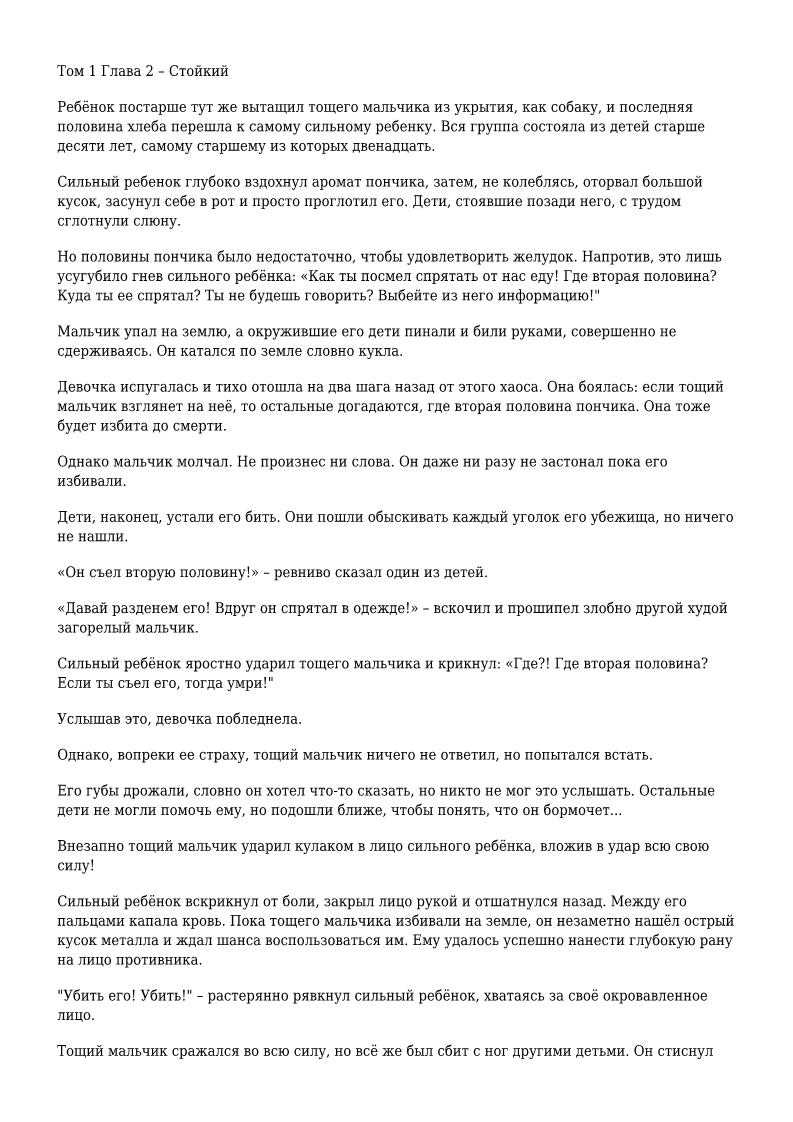 Том 1 Глава 2 – Стойкий
Ребёнок постарше тут же вытащил тощего мальчика из укрытия, как собаку, и последняя
половина хлеба перешла к самому сильному ребенку. Вся группа состояла из детей старше
десяти лет, самому старшему из которых двенадцать.
Сильный ребенок глубоко вздохнул аромат пончика, затем, не колеблясь, оторвал большой
кусок, засунул себе в рот и просто проглотил его. Дети, стоявшие позади него, с трудом
сглотнули слюну.
Но половины пончика было недостаточно, чтобы удовлетворить желудок. Напротив, это лишь
усугубило гнев сильного ребёнка: «Как ты посмел спрятать от нас еду! Где вторая половина?
Куда ты ее спрятал? Ты не будешь говорить? Выбейте из него информацию!"
Мальчик упал на землю, а окружившие его дети пинали и били руками, совершенно не
сдерживаясь. Он катался по земле словно кукла.
Девочка испугалась и тихо отошла на два шага назад от этого хаоса. Она боялась: если тощий
мальчик взглянет на неё, то остальные догадаются, где вторая половина пончика. Она тоже
будет избита до смерти.
Однако мальчик молчал. Не произнес ни слова. Он даже ни разу не застонал пока его
избивали.
Дети, наконец, устали его бить. Они пошли обыскивать каждый уголок его убежища, но ничего
не нашли.
«Он съел вторую половину!» – ревниво сказал один из детей.
«Давай разденем его! Вдруг он спрятал в одежде!» – вскочил и прошипел злобно другой худой
загорелый мальчик.
Сильный ребёнок яростно ударил тощего мальчика и крикнул: «Где?! Где вторая половина?
Если ты съел его, тогда умри!"
Услышав это, девочка побледнела.
Однако, вопреки ее страху, тощий мальчик ничего не ответил, но попытался встать.
Его губы дрожали, словно он хотел что-то сказать, но никто не мог это услышать. Остальные
дети не могли помочь ему, но подошли ближе, чтобы понять, что он бормочет...
Внезапно тощий мальчик ударил кулаком в лицо сильного ребёнка, вложив в удар всю свою
силу!
Сильный ребёнок вскрикнул от боли, закрыл лицо рукой и отшатнулся назад. Между его
пальцами капала кровь. Пока тощего мальчика избивали на земле, он незаметно нашёл острый
кусок металла и ждал шанса воспользоваться им. Ему удалось успешно нанести глубокую рану
на лицо противника.
"Убить его! Убить!" – растерянно рявкнул сильный ребёнок, хватаясь за своё окровавленное
лицо.
Тощий мальчик сражался во всю силу, но всё же был сбит с ног другими детьми. Он стиснул